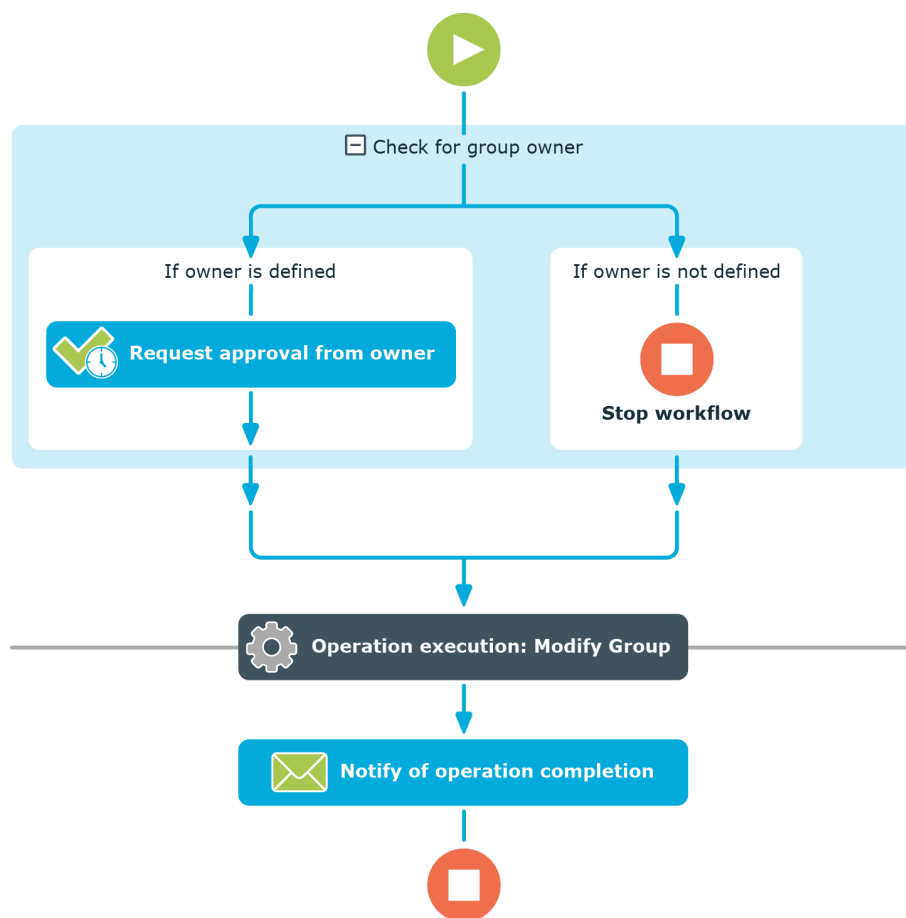 Check for group owner
If owner is defined
If owner is not defined
Request approval from owner
Stop workflow
Operation execution: Modify Group
Notify of operation completion